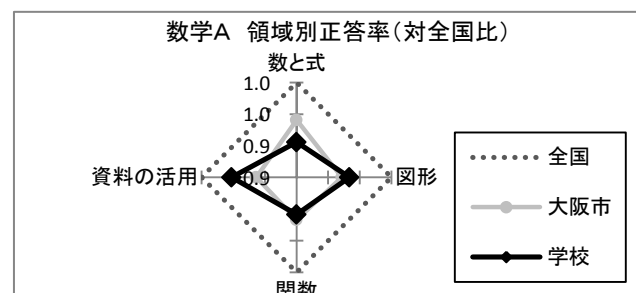 数学A 領域別正答率(対全国比)
数と式
1.0
1.0
0.9
0.9
資料の活用
図形
関数
全国
大阪市
学校